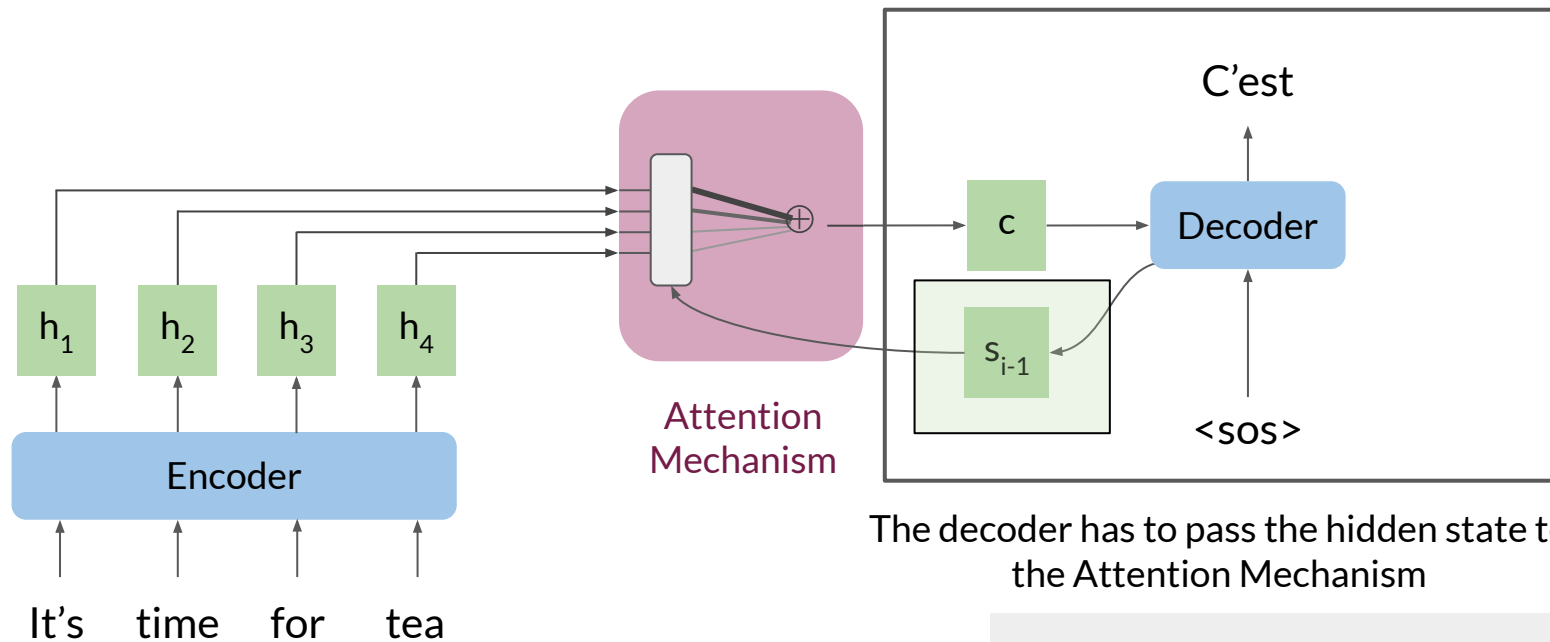 C’est
c
Decoder
h1
h2
h3
h4
si-1
Attention
Mechanism
<sos>
Encoder
The decoder has to pass the hidden state
the Attention Mechanism
It’s time for tea